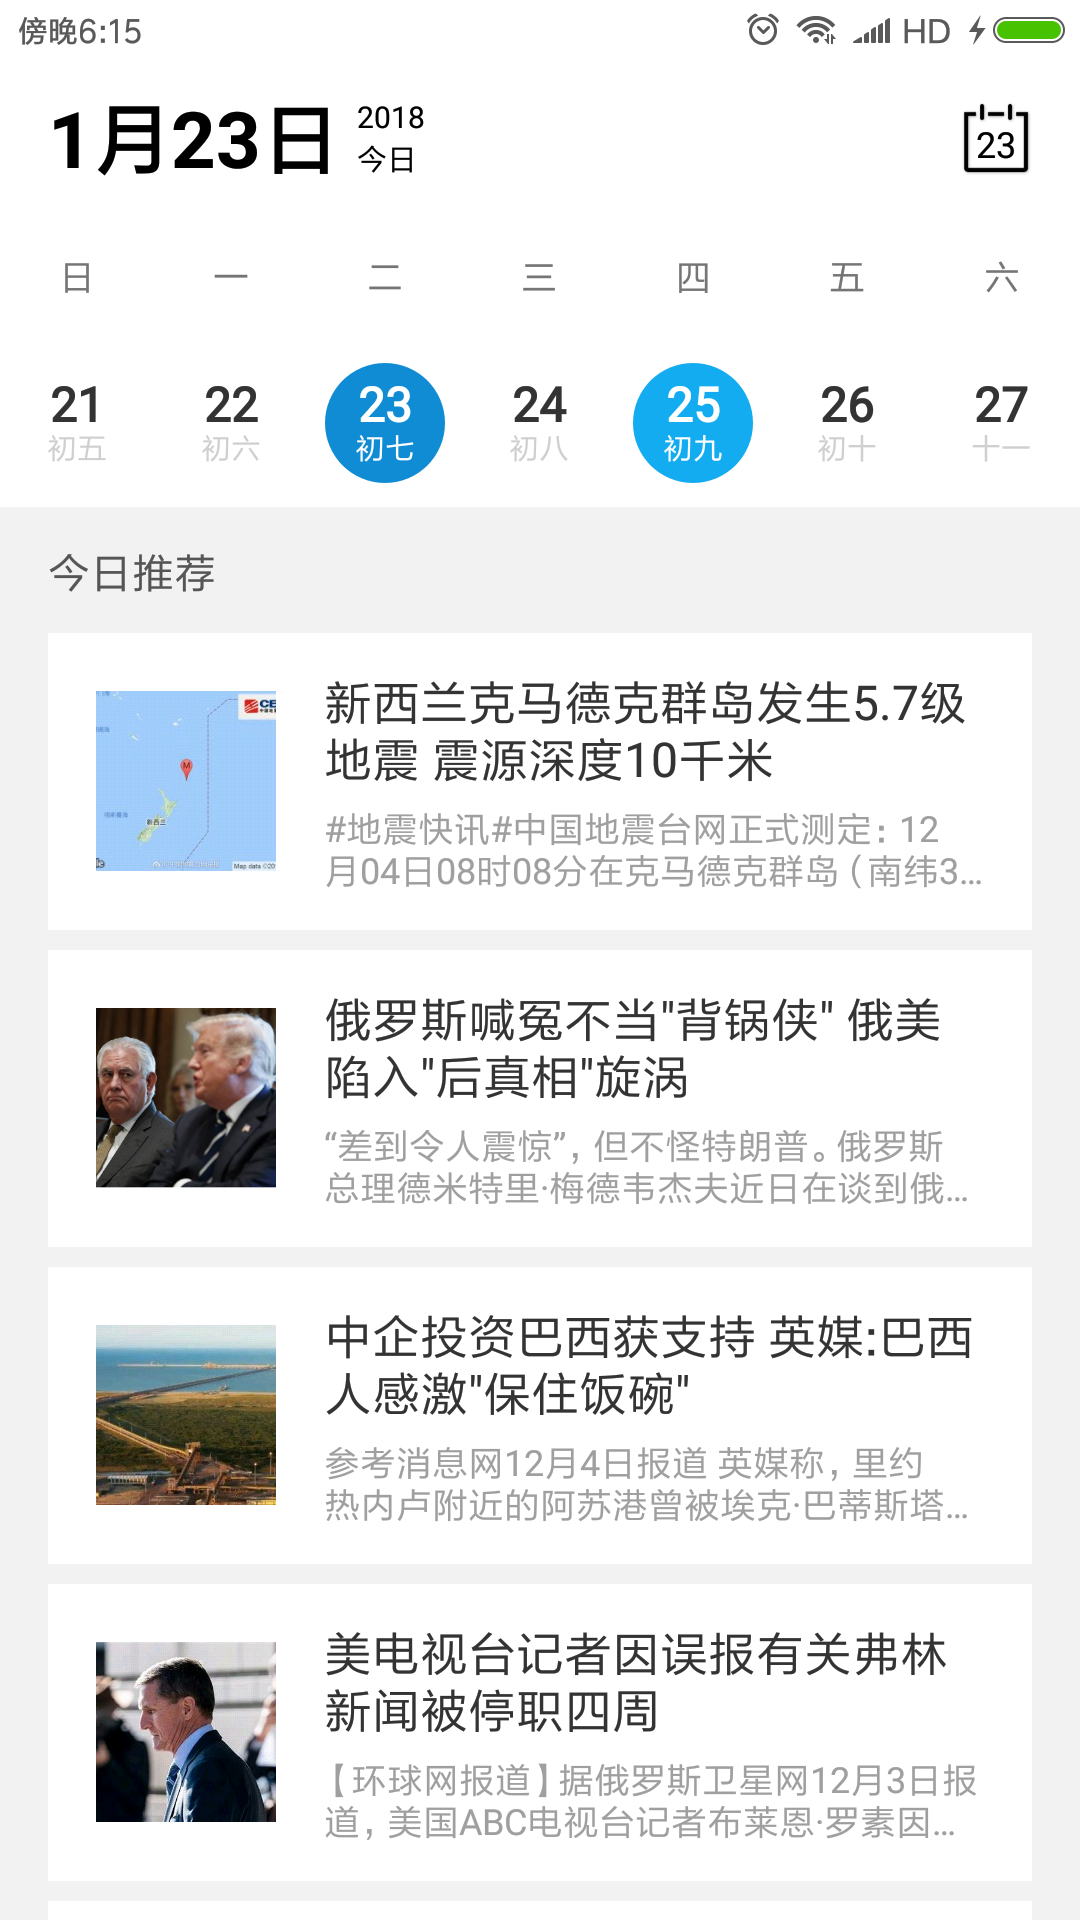 傍晚6:15 HD
1月23日 2018
今日
23
日 一 二 三 四 五 六
21 22 23 24 25 26 27
初五 初六 初七 初八 初九 初十 十一
今日推荐
新西兰克马德克群岛发生5.7级
地震 震源深度10千米
#地震快讯#中国地震台网正式测定：12
月04日08时08分在克马德克群岛（南纬3...
新西兰
M
俄罗斯喊冤不当"背锅侠" 俄美
陷入"后真相"旋涡
“差到令人震惊”，但不怪特朗普。俄罗斯
总理德米特里·梅德韦杰夫近日在谈到俄...
中企投资巴西获支持 英媒:巴西
人感激"保住饭碗"
参考消息网12月4日报道 英媒称，里约
热内卢附近的阿苏港曾被埃克·巴蒂斯塔...
美电视台记者因误报有关弗林
新闻被停职四周
【环球网报道】据俄罗斯卫星网12月3日报
道，美国ABC电视台记者布莱恩·罗素因...